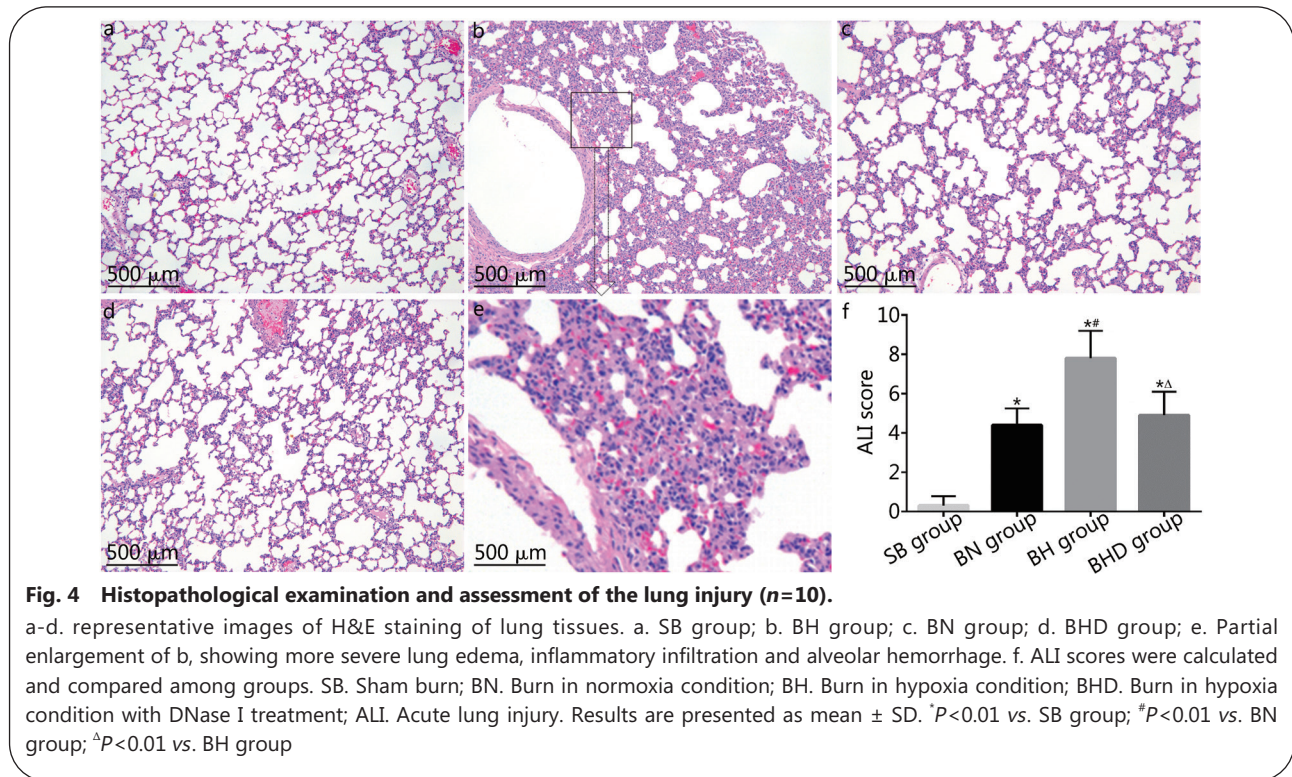 a
b
c
500 μm
500 μm
500 μm
d
e
f
500 μm
500 μm
ALI score
10
8
6
4
2
0
*
*#
*Δ
SB group
BN group
BH group
BHD group
Fig. 4 Histopathological examination and assessment of the lung injury (n=10).
a-d. representative images of H&E staining of lung tissues. a. SB group; b. BH group; c. BN group; d. BHD group; e. Partial
enlargement of b, showing more severe lung edema, inflammatory infiltration and alveolar hemorrhage. f. ALI scores were calculated
and compared among groups. SB. Sham burn; BN. Burn in normoxia condition; BH. Burn in hypoxia condition; BHD. Burn in hypoxia
condition with DNase I treatment; ALI. Acute lung injury. Results are presented as mean ± SD. *P<0.01 vs. SB group; #P<0.01 vs. BN
group; ΔP<0.01 vs. BH group